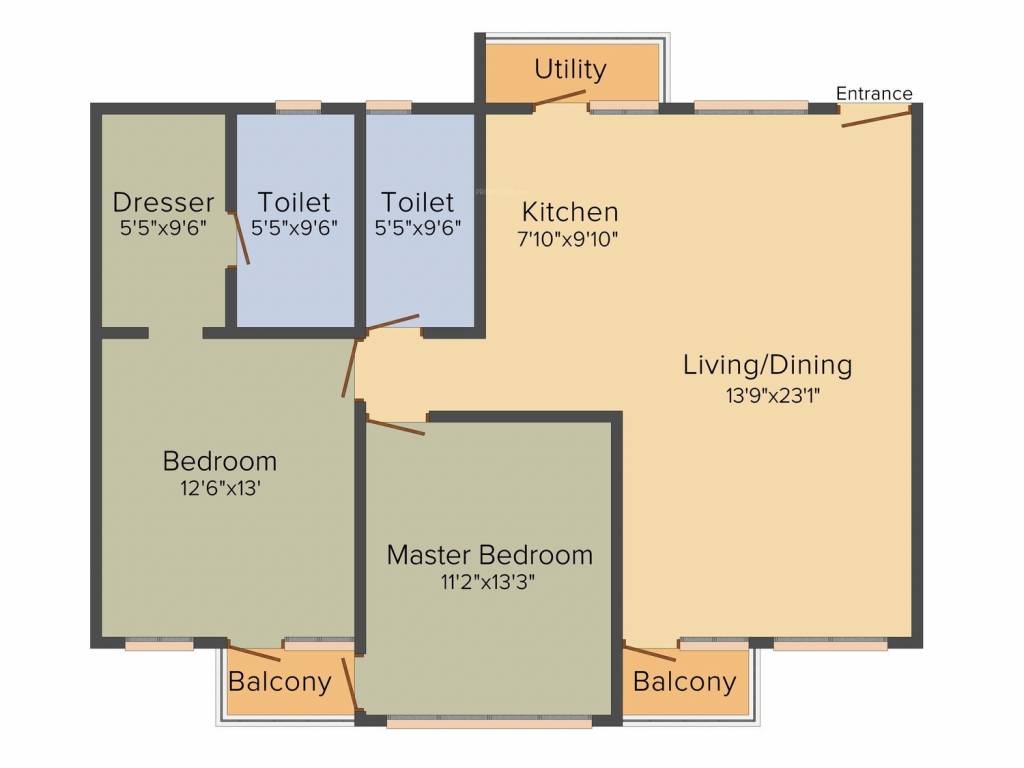 Utility
Entrance
Dresser
5'5"x9'6"
Toilet
5'5"x9'6"
Toilet
5'5"x9'6"
Kitchen
7'10"x9'10"
Living/Dining
13'9"x23'1"
Bedroom
12'6"x13'
Master Bedroom
11'2"x13'3"
Balcony
Balcony